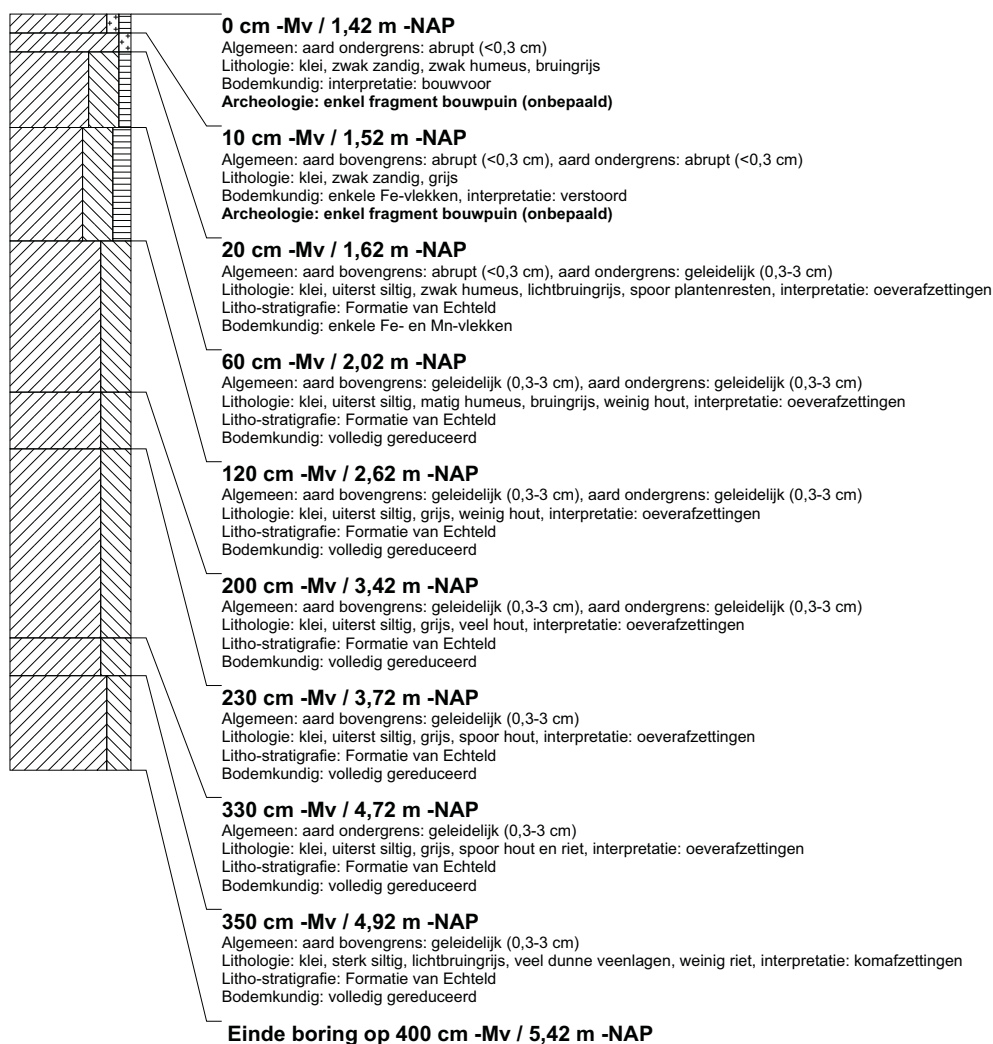 0 cm -Mv / 1,42 m -NAP
Algemeen: aard ondergrens: abrupt (<0,3 cm)
Lithologie: klei, zwak zandig, zwak humeus, bruingrijs
Bodemkundig: interpretatie: bouwvoor
Archeologie: enkel fragment bouwpuin (onbepaald)
10 cm -Mv / 1,52 m -NAP
Algemeen: aard bovengrens: abrupt (<0,3 cm), aard ondergrens: abrupt (<0,3 cm)
Lithologie: klei, zwak zandig, grijs
Bodemkundig: enkele Fe-vlekken, interpretatie: verstoord
Archeologie: enkel fragment bouwpuin (onbepaald)
20 cm -Mv / 1,62 m -NAP
Algemeen: aard bovengrens: abrupt (<0,3 cm), aard ondergrens: geleidelijk (0,3-3 cm)
Lithologie: klei, uiterst siltig, zwak humeus, lichtbruingrijs, spoor plantenresten, interpretatie: oeverafzettingen
Litho-stratigrafie: Formatie van Echteld
Bodemkundig: enkele Fe- en Mn-vlekken
60 cm -Mv / 2,02 m -NAP
Algemeen: aard bovengrens: geleidelijk (0,3-3 cm), aard ondergrens: geleidelijk (0,3-3 cm)
Lithologie: klei, uiterst siltig, matig humeus, bruingrijs, weinig hout, interpretatie: oeverafzettingen
Litho-stratigrafie: Formatie van Echteld
Bodemkundig: volledig gereduceerd
120 cm -Mv / 2,62 m -NAP
Algemeen: aard bovengrens: geleidelijk (0,3-3 cm), aard ondergrens: geleidelijk (0,3-3 cm)
Lithologie: klei, uiterst siltig, grijs, weinig hout, interpretatie: oeverafzettingen
Litho-stratigrafie: Formatie van Echteld
Bodemkundig: volledig gereduceerd
200 cm -Mv / 3,42 m -NAP
Algemeen: aard bovengrens: geleidelijk (0,3-3 cm), aard ondergrens: geleidelijk (0,3-3 cm)
Lithologie: klei, uiterst siltig, grijs, veel hout, interpretatie: oeverafzettingen
Litho-stratigrafie: Formatie van Echteld
Bodemkundig: volledig gereduceerd
230 cm -Mv / 3,72 m -NAP
Algemeen: aard bovengrens: geleidelijk (0,3-3 cm)
Lithologie: klei, uiterst siltig, grijs, spoor hout, interpretatie: oeverafzettingen
Litho-stratigrafie: Formatie van Echteld
Bodemkundig: volledig gereduceerd
330 cm -Mv / 4,72 m -NAP
Algemeen: aard ondergrens: geleidelijk (0,3-3 cm)
Lithologie: klei, uiterst siltig, grijs, spoor hout en riet, interpretatie: oeverafzettingen
Litho-stratigrafie: Formatie van Echteld
Bodemkundig: volledig gereduceerd
350 cm -Mv / 4,92 m -NAP
Algemeen: aard bovengrens: geleidelijk (0,3-3 cm)
Lithologie: klei, sterk siltig, lichtbruingrijs, veel dunne veenlagen, weinig riet, interpretatie: komafzettingen
Litho-stratigrafie: Formatie van Echteld
Bodemkundig: volledig gereduceerd
Einde boring op 400 cm -Mv / 5,42 m -NAP